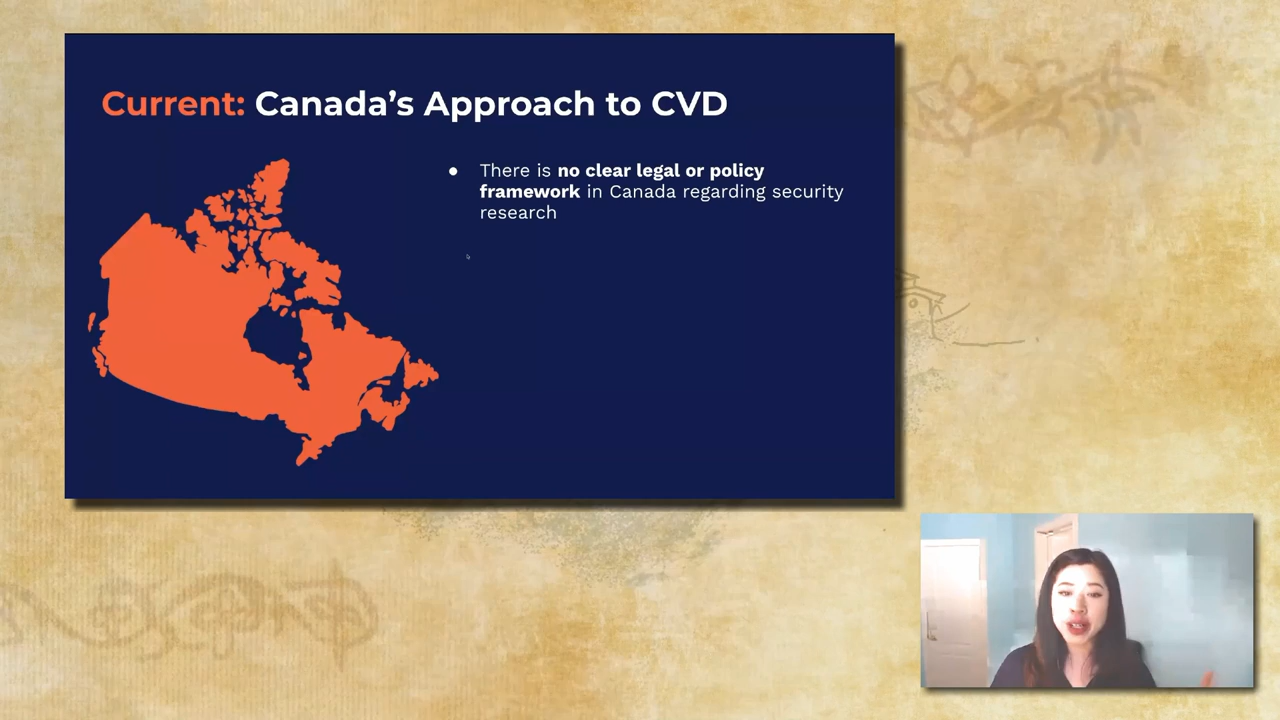 Current: Canada’s Approach to CVD
● There is no clear legal or policy
framework in Canada regarding security
research